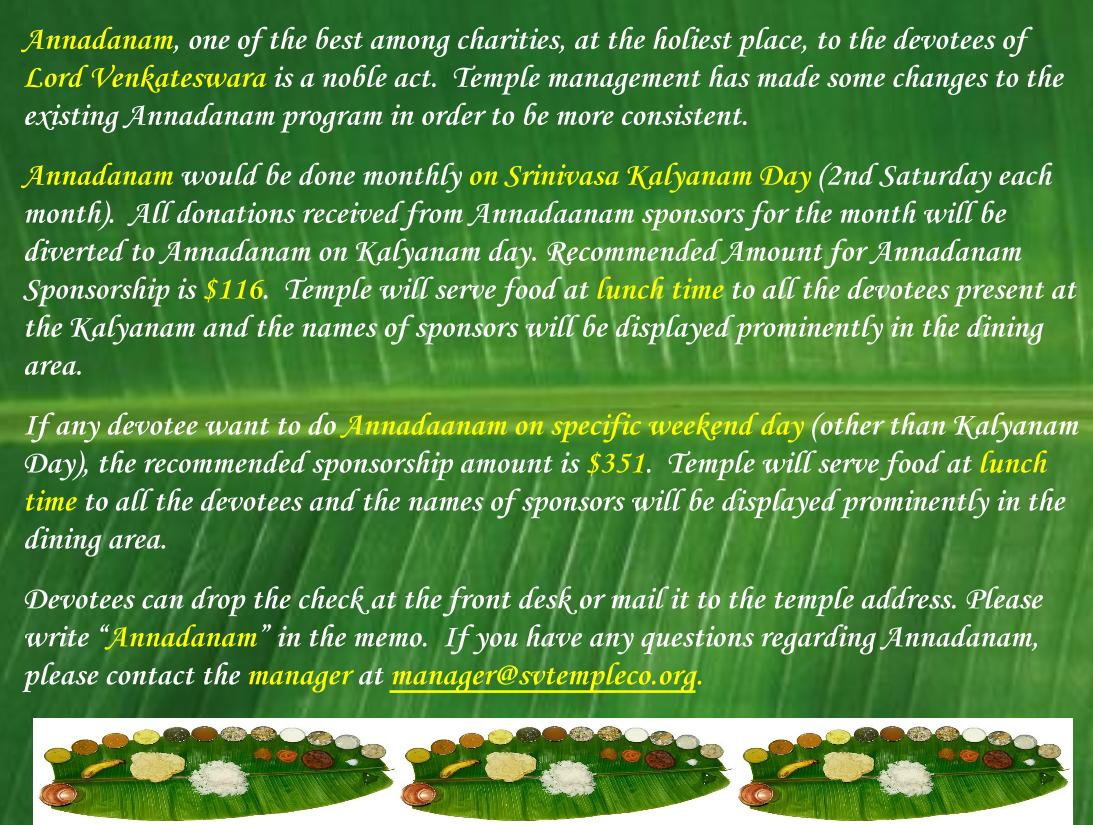 Annadanam, one of the best among charities, at the holiest place, to the devotees of
Lord Venkateswara is a noble act.  Temple management has made some changes to the
existing Annadanam program in order to be more consistent.
Annadanam would be done monthly on Srinivasa Kalyanam Day (2nd Saturday each
month).  All donations received from Annadaanam sponsors for the month will be
diverted to Annadanam on Kalyanam day. Recommended Amount for Annadanam
Sponsorship is $116.  Temple will serve food at lunch time to all the devotees present at
the Kalyanam and the names of sponsors will be displayed prominently in the dining
area.
If any devotee want to do Annadaanam on specific weekend day (other than Kalyanam
Day), the recommended sponsorship amount is $351.  Temple will serve food at lunch
time to all the devotees and the names of sponsors will be displayed prominently in the
dining area.
Devotees can drop the check at the front desk or mail it to the temple address. Please
write “Annadanam” in the memo.  If you have any questions regarding Annadanam,
please contact the manager at manager@svtempleco.org.